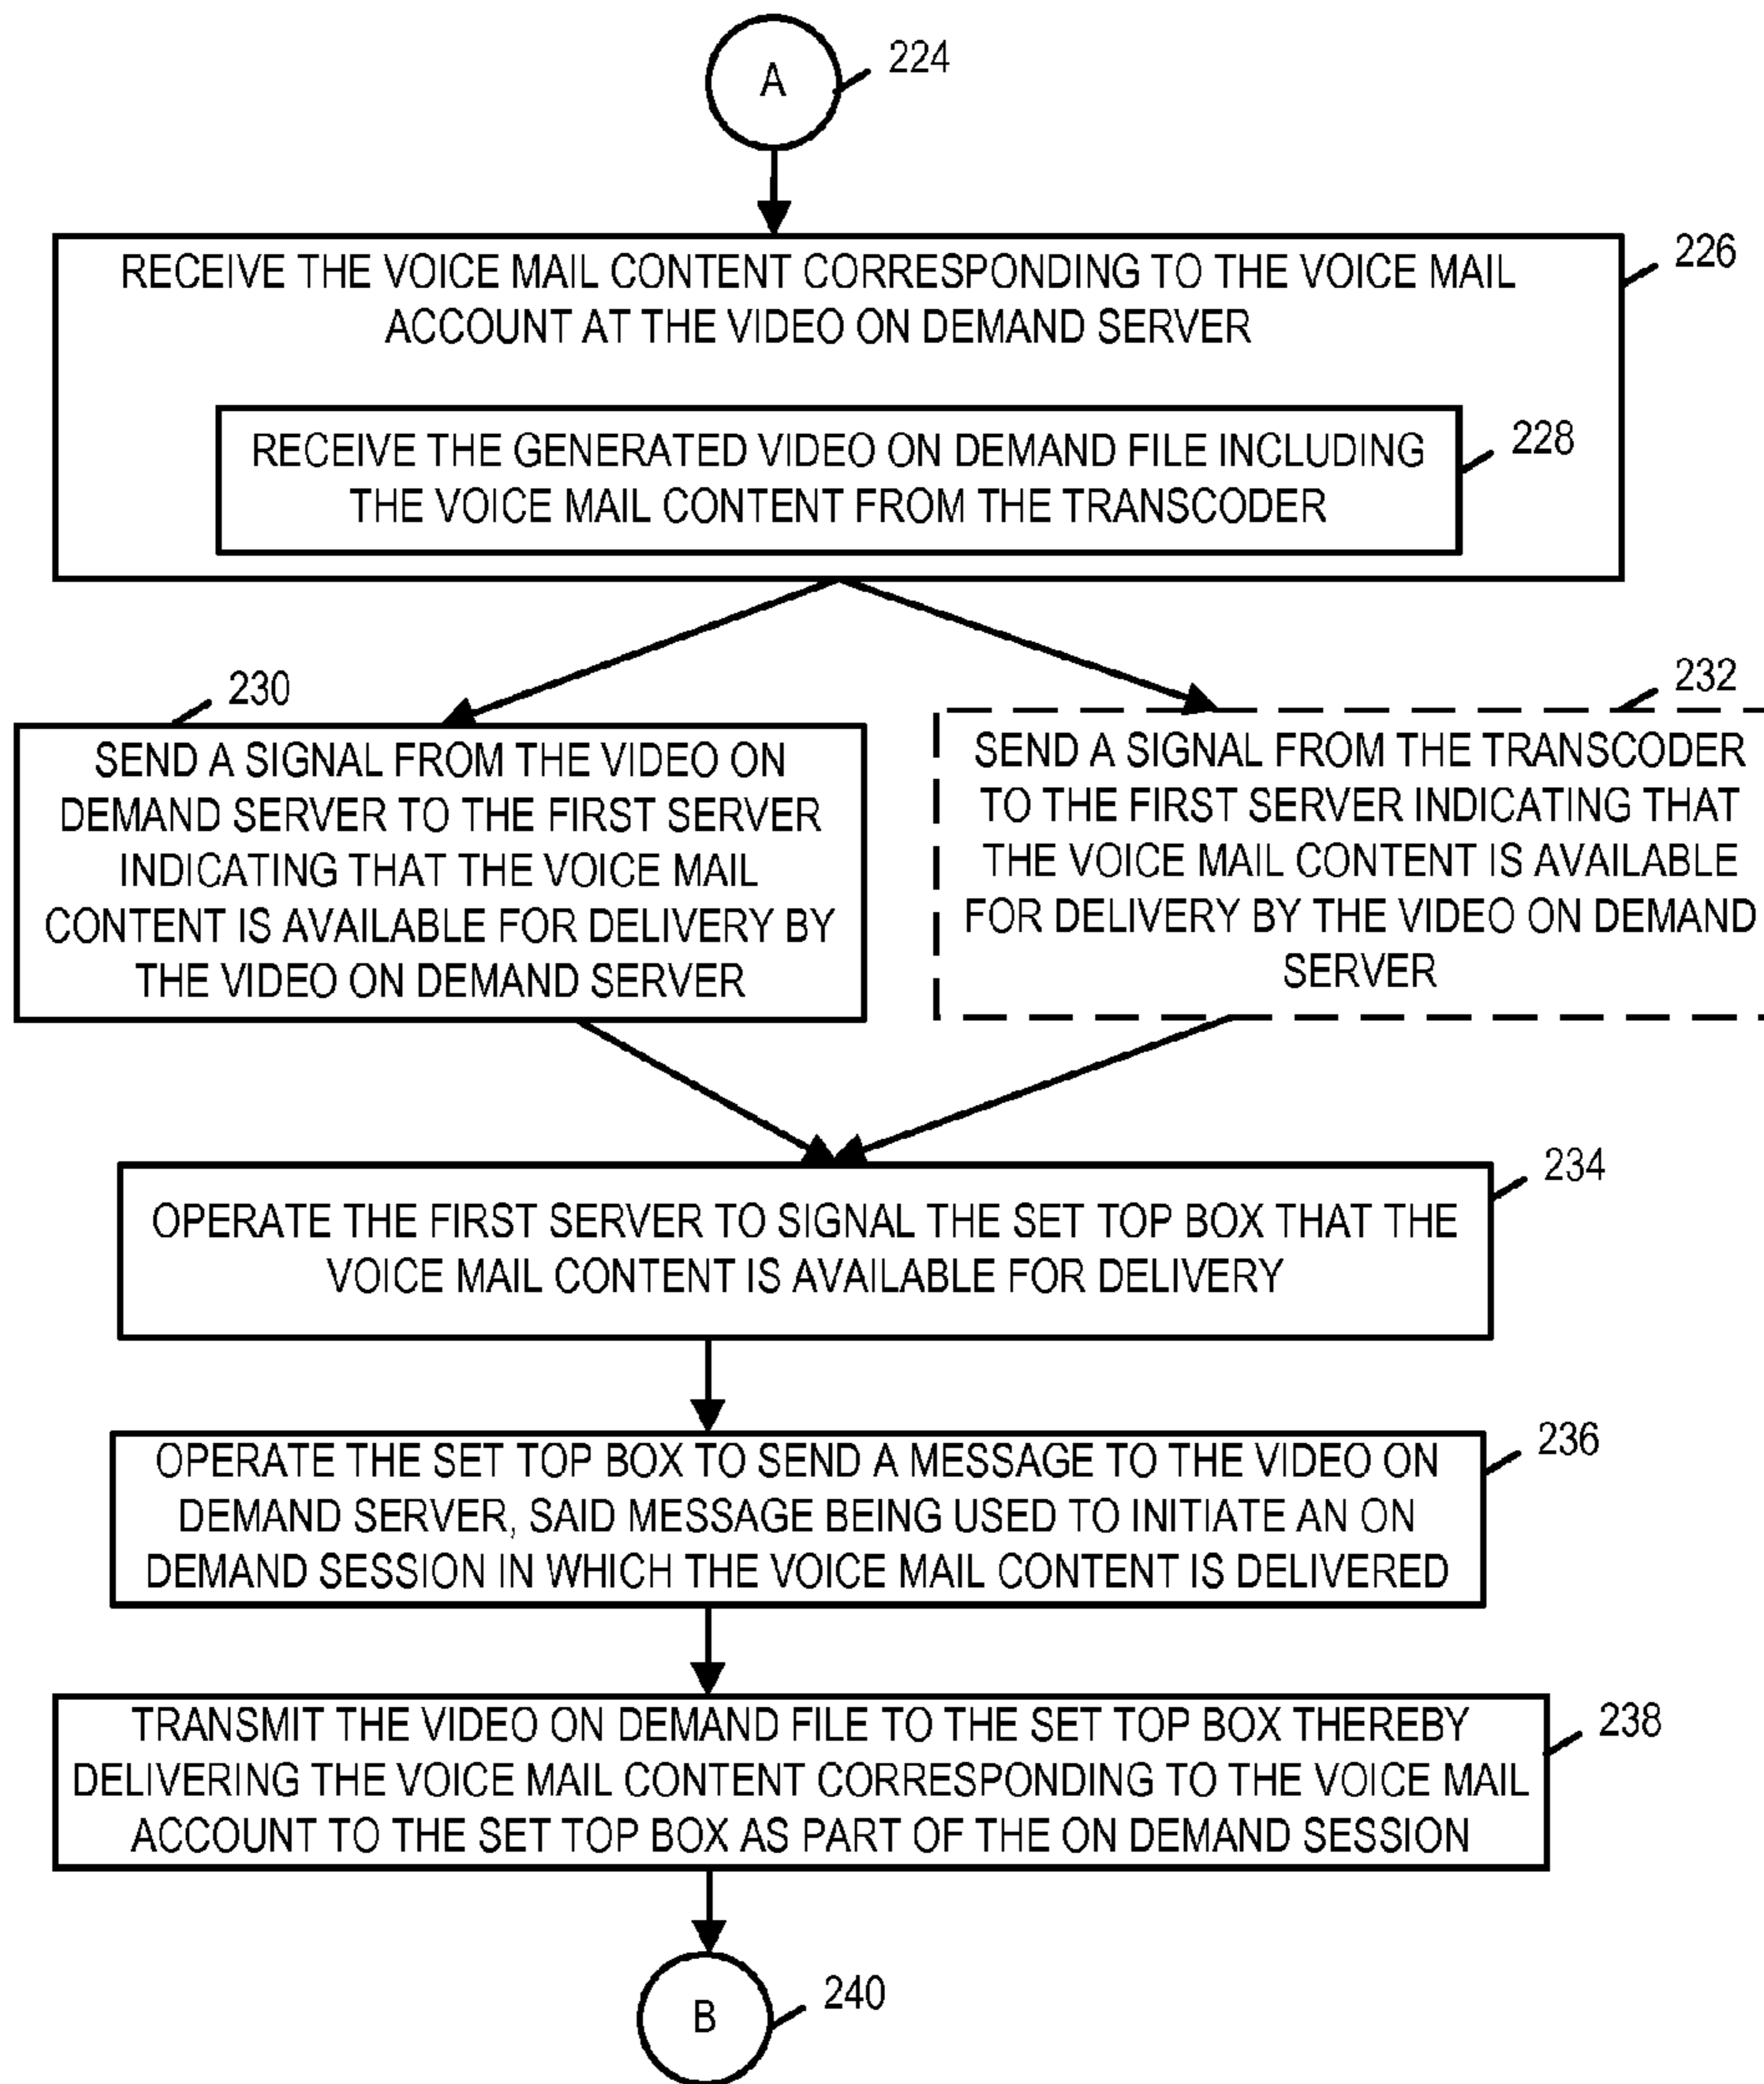 A
224
226
RECEIVE THE VOICE MAIL CONTENT CORRESPONDING TO THE VOICE MAIL
ACCOUNT AT THE VIDEO ON DEMAND SERVER
228
RECEIVE THE GENERATED VIDEO ON DEMAND FILE INCLUDING
THE VOICE MAIL CONTENT FROM THE TRANSCODER
230
SEND A SIGNAL FROM THE VIDEO ON
DEMAND SERVER TO THE FIRST SERVER
INDICATING THAT THE VOICE MAIL
CONTENT IS AVAILABLE FOR DELIVERY BY
THE VIDEO ON DEMAND SERVER
232
SEND A SIGNAL FROM THE TRANSCODER
TO THE FIRST SERVER INDICATING THAT
THE VOICE MAIL CONTENT IS AVAILABLE
FOR DELIVERY BY THE VIDEO ON DEMAND
SERVER
234
OPERATE THE FIRST SERVER TO SIGNAL THE SET TOP BOX THAT THE
VOICE MAIL CONTENT IS AVAILABLE FOR DELIVERY
236
OPERATE THE SET TOP BOX TO SEND A MESSAGE TO THE VIDEO ON
DEMAND SERVER, SAID MESSAGE BEING USED TO INITIATE AN ON
DEMAND SESSION IN WHICH THE VOICE MAIL CONTENT IS DELIVERED
238
TRANSMIT THE VIDEO ON DEMAND FILE TO THE SET TOP BOX THEREBY
DELIVERING THE VOICE MAIL CONTENT CORRESPONDING TO THE VOICE MAIL
ACCOUNT TO THE SET TOP BOX AS PART OF THE ON DEMAND SESSION
B
240